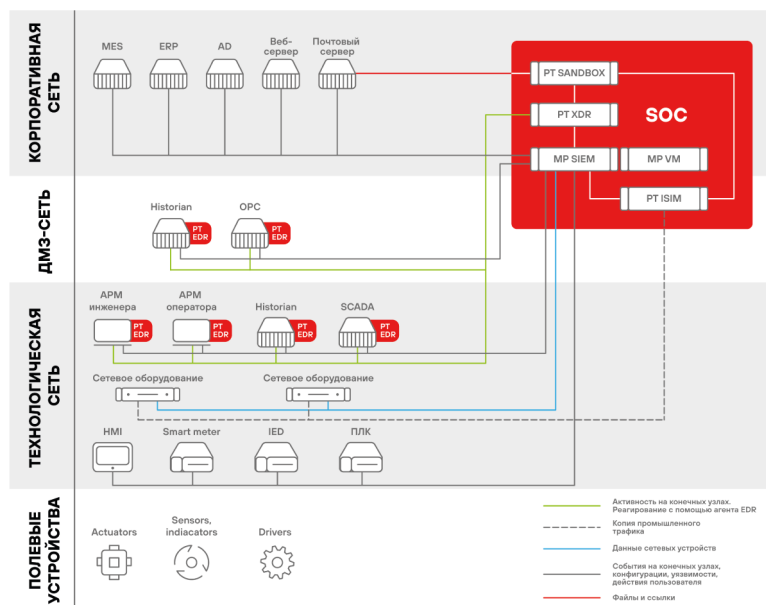 КОРПОРАТИВНАЯ
СЕТЬ
MES
ERP
AD
Веб-
сервер
Почтовый
сервер
PT SANDBOX
PT XDR
SOC
MP SIEM
MP VM
PT ISIM
ДМЗ-СЕТЬ
Historian
PT
EDR
OPC
PT
EDR
ТЕХНОЛОГИЧЕСКАЯ
СЕТЬ
АРМ
инженера
PT
EDR
АРМ
оператора
PT
EDR
Historian
PT
EDR
SCADA
PT
EDR
Сетевое оборудование
Сетевое оборудование
HMI
Smart meter
IED
ПЛК
ПОЛЕВЫЕ
УСТРОЙСТВА
Actuators
Sensors,
indiacators
Drivers
Активность на конечных узлах.
Реагирование с помощью агента EDR
Копия промышленного
трафика
Данные сетевых устройств
События на конечных узлах,
конфигурации, уязвимости,
действия пользователя
Файлы и ссылки